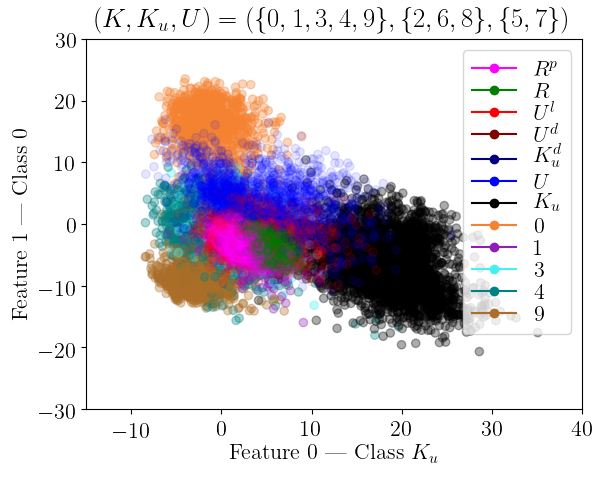 (K, K_u, U) = ({0, 1, 3, 4, 9}, {2, 6, 8}, {5, 7})
30
20
10
0
−10
−20
−30
Feature 1 — Class 0
R^p
R
U^l
U^d
K_u^d
U
K_u
0
1
3
4
9
−10
0
10
20
30
40
Feature 0 — Class K_u